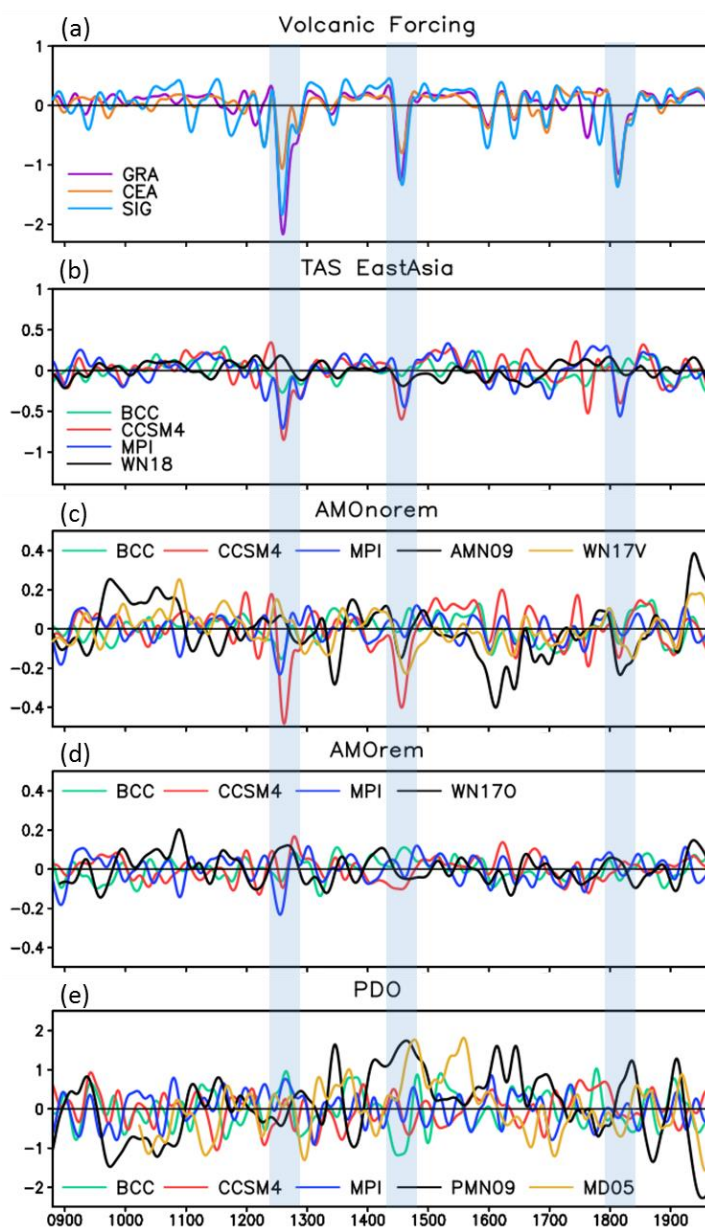 (a) Volcanic Forcing
1
0
−1
−2
GRA
CEA
SIG
(b) TAS EastAsia
1
0.5
0
−0.5
−1
BCC
CCSM4
MPI
WN18
(c) AMOnorem
0.4
0.2
0
−0.2
−0.4
BCC CCSM4 MPI AMN09 WN17V
(d) AMOrem
0.4
0.2
0
−0.2
−0.4
BCC CCSM4 MPI WN17O
(e) PDO
2
1
0
−1
−2
BCC CCSM4 MPI PMN09 MD05
0900 1000 1100 1200 1300 1400 1500 1600 1700 1800 1900